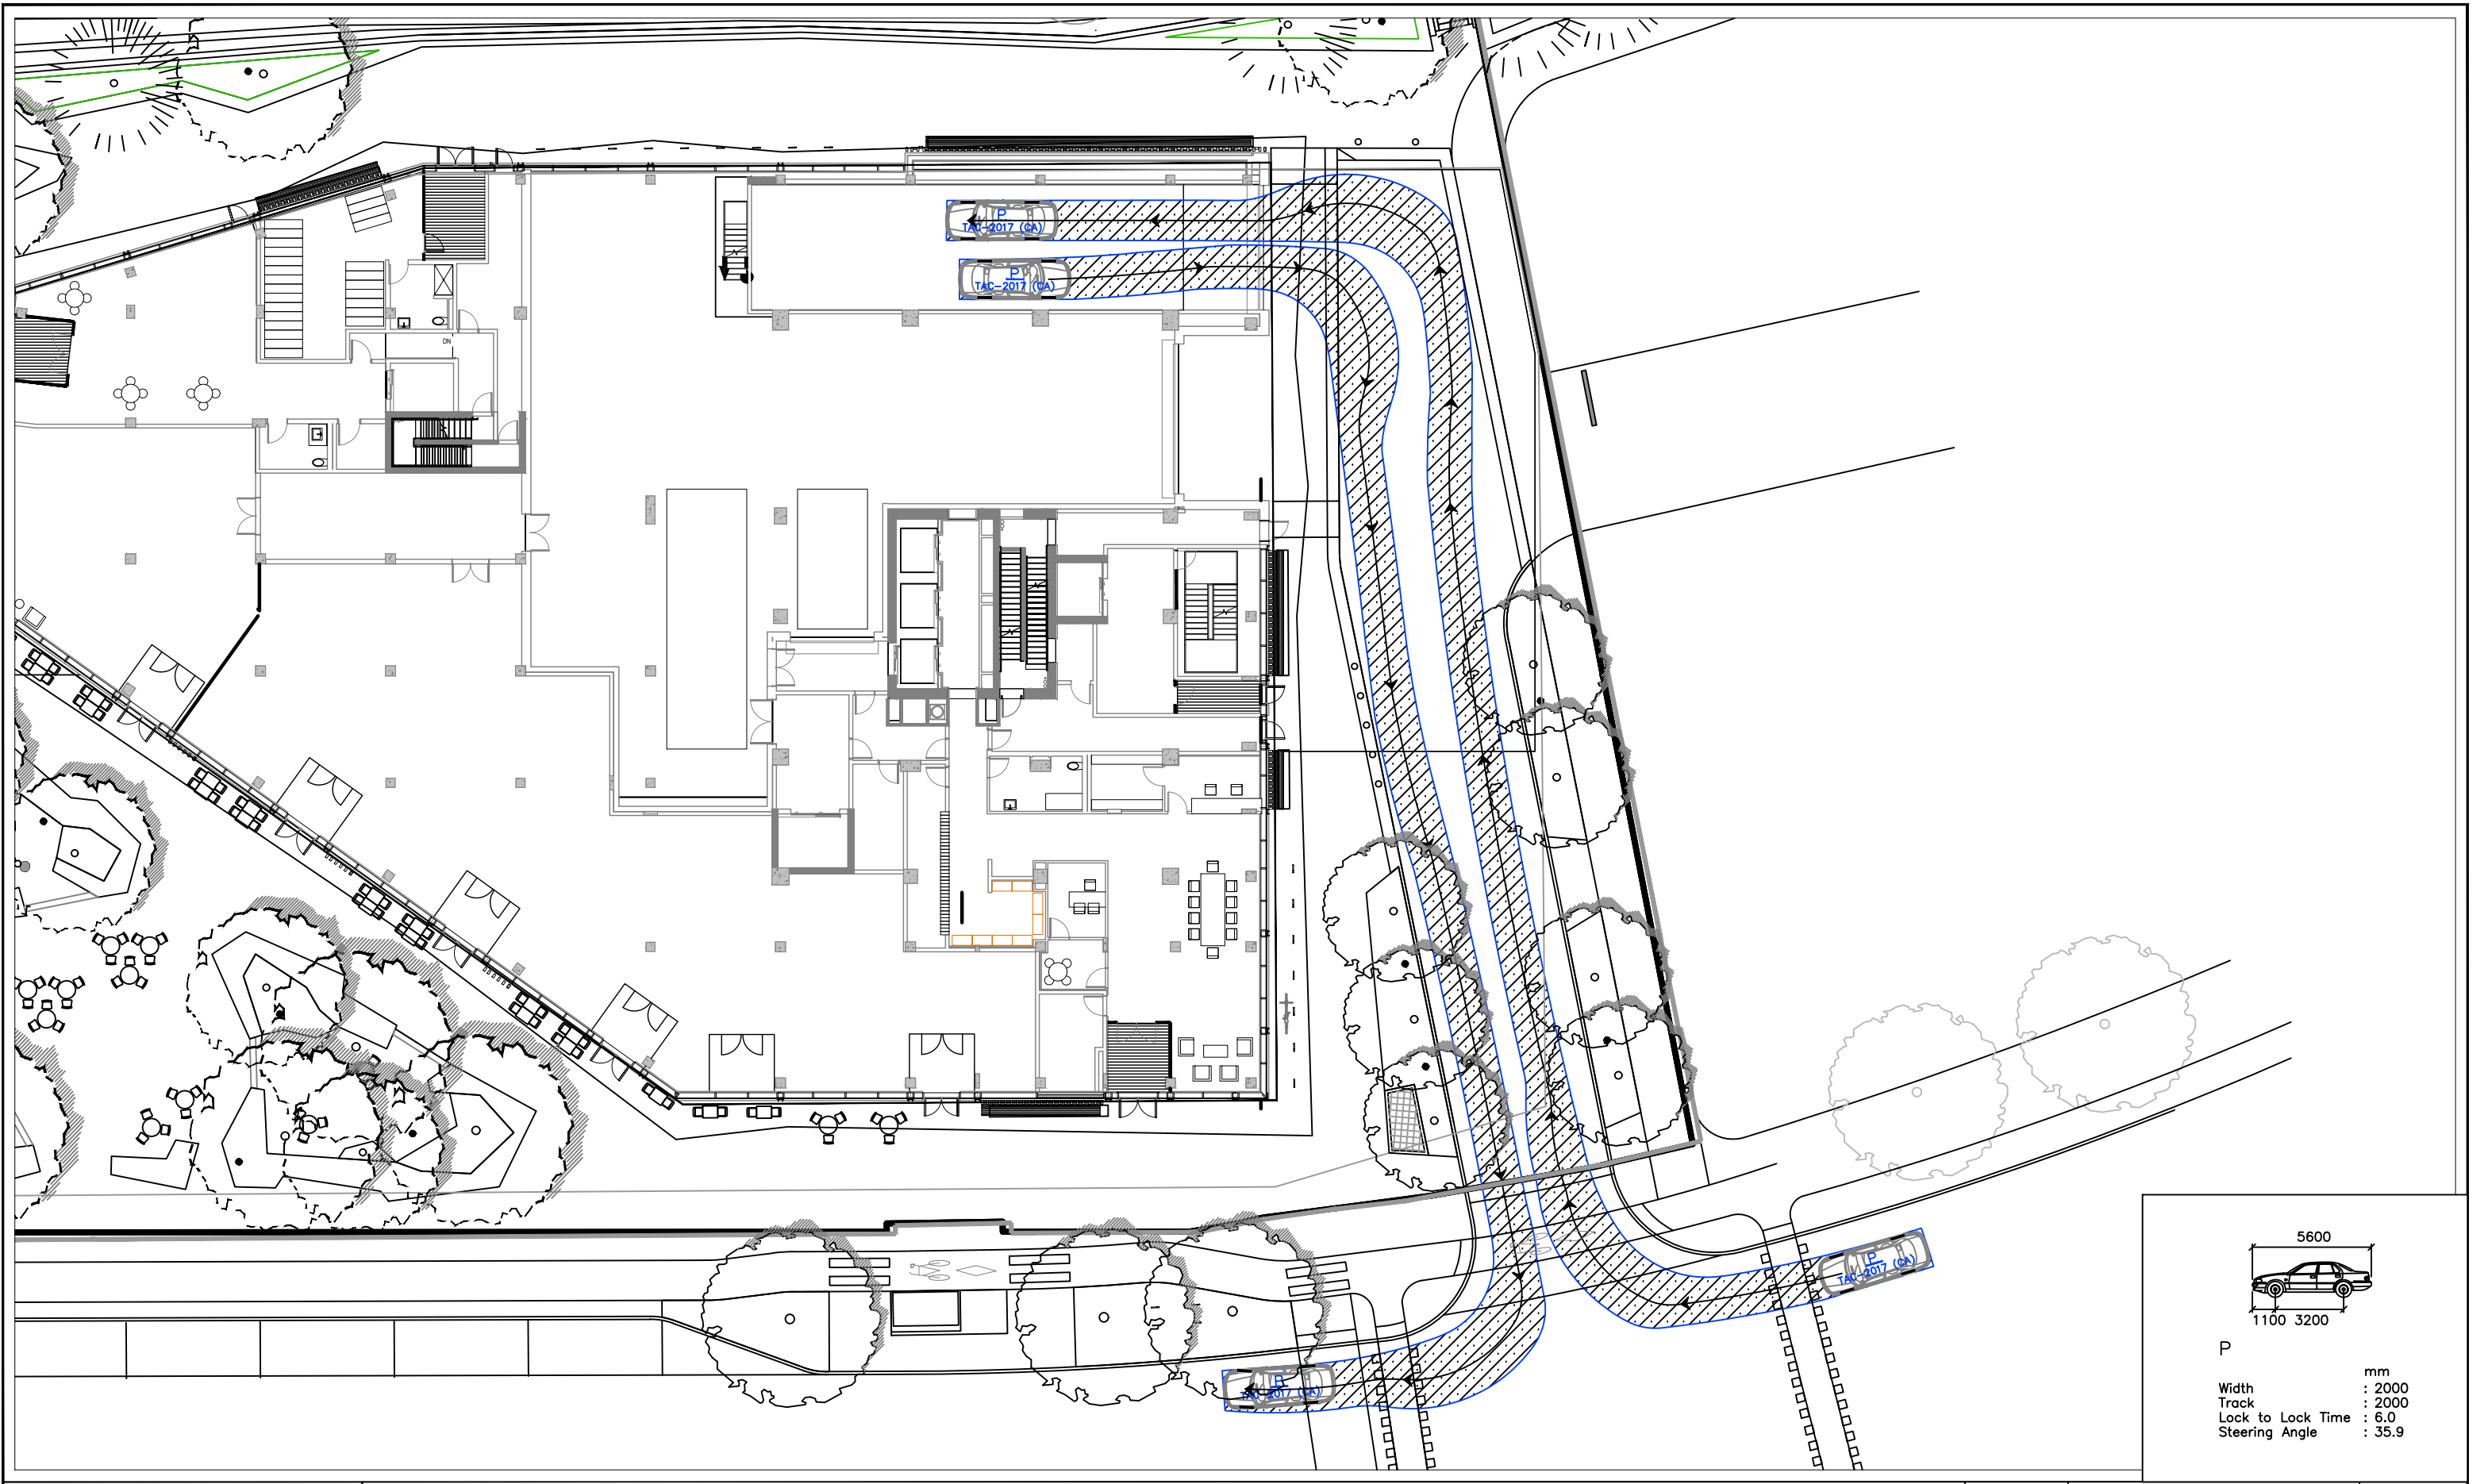 P
TAC-2017 (CA)
P
TAC-2017 (CA)
DN
P
TAC-2017 (CA)
P
TAC-2017 (CA)
5600
1100 3200
P
mm
Width : 2000
Track : 2000
Lock to Lock Time : 6.0
Steering Angle : 35.9